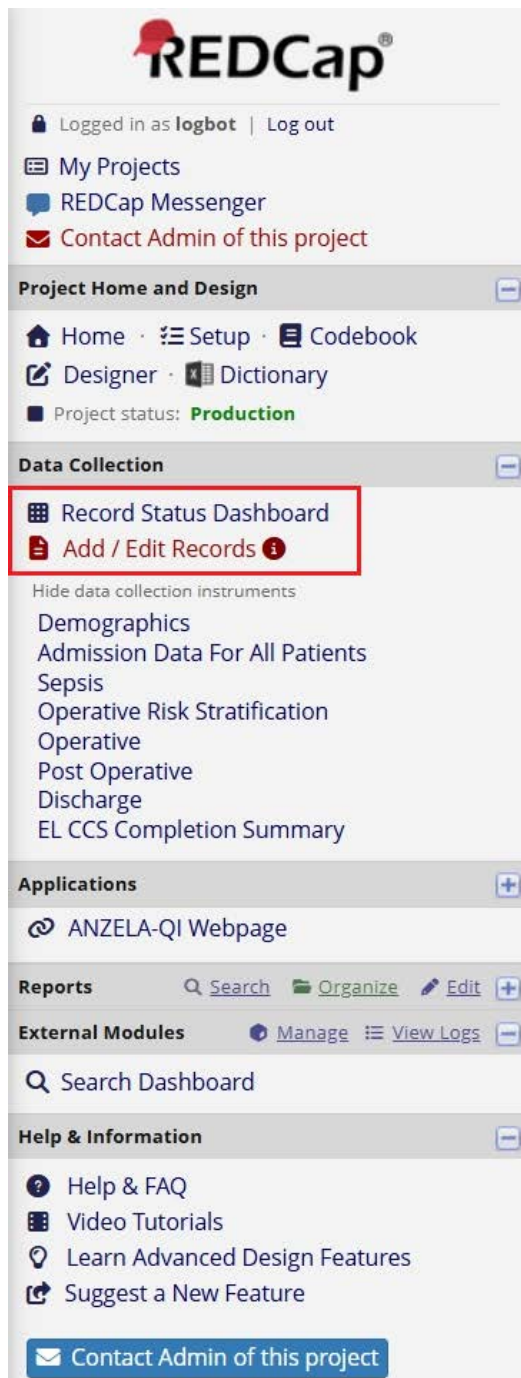 REDCap®
Logged in as logbot | Log out
My Projects
REDCap Messenger
Contact Admin of this project
Project Home and Design
Home · Setup · Codebook
Designer · Dictionary
Project status: Production
Data Collection
Record Status Dashboard
Add / Edit Records
Hide data collection instruments
Demographics
Admission Data For All Patients
Sepsis
Operative Risk Stratification
Operative
Post Operative
Discharge
EL CCS Completion Summary
Applications
ANZELA-QI Webpage
Reports Search Organize Edit
External Modules Manage View Logs
Search Dashboard
Help & Information
Help & FAQ
Video Tutorials
Learn Advanced Design Features
Suggest a New Feature
Contact Admin of this project